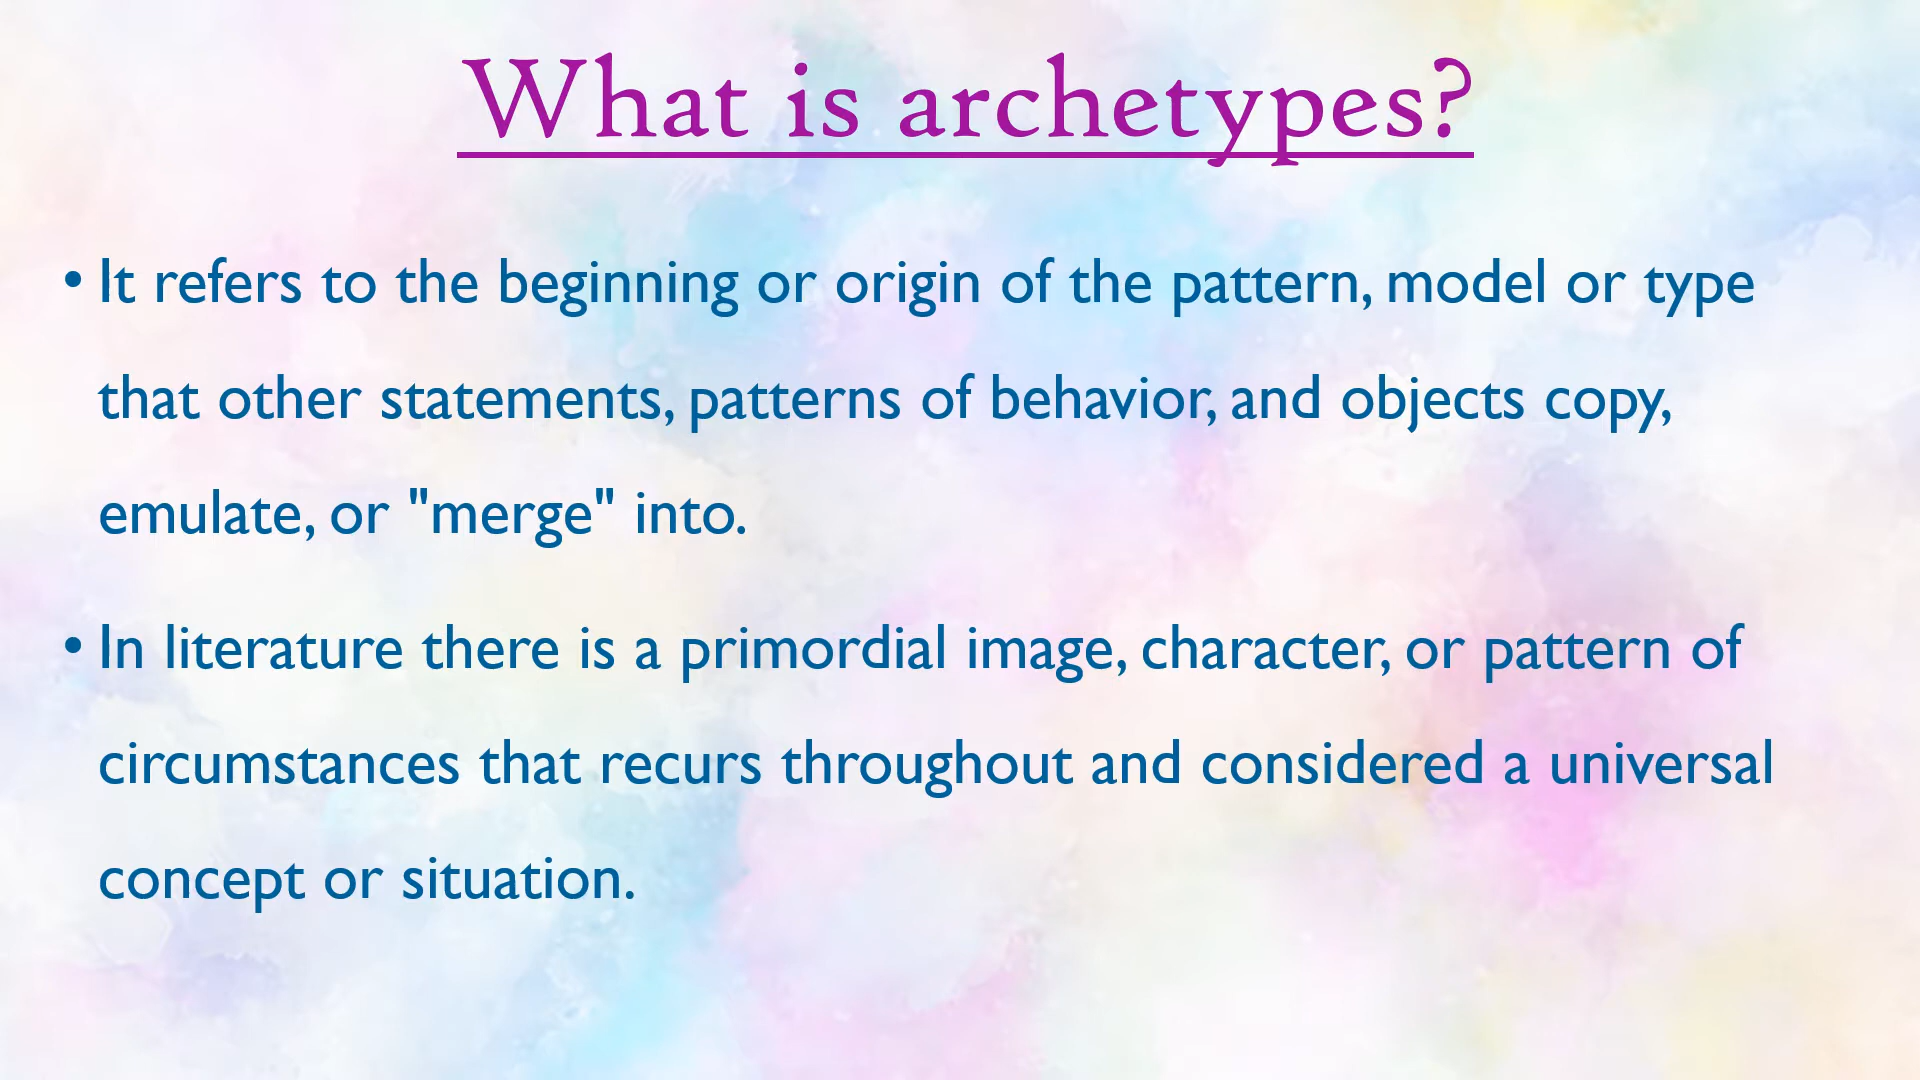 What is archetypes?
• It refers to the beginning or origin of the pattern, model or type
that other statements, patterns of behavior, and objects copy,
emulate, or "merge" into.
• In literature there is a primordial image, character, or pattern of
circumstances that recurs throughout and considered a universal
concept or situation.